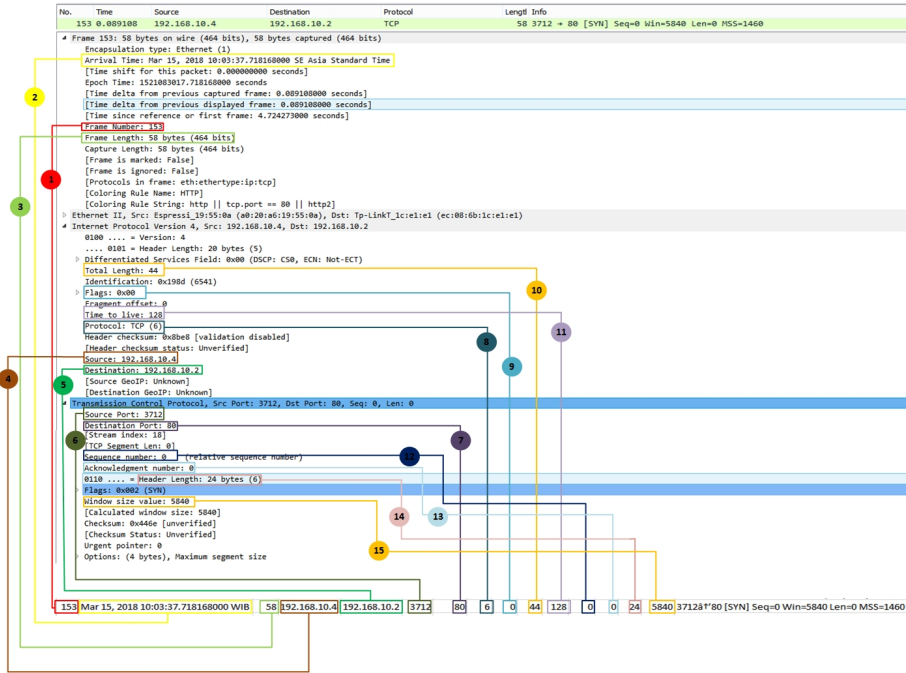 No. Time Source Destination Protocol Lengtl Info
153 0.089108 192.168.10.4 192.168.10.2 TCP 58 3712 → 80 [SYN] Seq=0 Win=5840 Len=0 MSS=1460
Frame 153: 58 bytes on wire (464 bits), 58 bytes captured (464 bits)
Encapsulation type: Ethernet (1)
Arrival Time: Mar 15, 2018 10:03:37.718168000 SE Asia Standard Time
[Time shift for this packet: 0.000000000 seconds]
Epoch Time: 1521083017.718168000 seconds
[Time delta from previous captured frame: 0.089108000 seconds]
2
[Time delta from previous displayed frame: 0.089108000 seconds]
[Time since reference or first frame: 4.724273000 seconds]
Frame Number: 153
Frame Length: 58 bytes (464 bits)
Capture Length: 58 bytes (464 bits)
[Frame is marked: False]
[Frame is ignored: False]
1
[Protocols in frame: eth:ethertype:ip:tcp]
[Coloring Rule Name: HTTP]
3
[Coloring Rule String: http || tcp.port == 80 || http2]
Ethernet II, Src: Espressi_19:55:0a (a0:20:a6:19:55:0a), Dst: Tp-LinkT_1c:e1:e1 (ec:08:6b:1c:e1:e1)
Internet Protocol Version 4, Src: 192.168.10.4, Dst: 192.168.10.2
0100 .... = Version: 4
.... 0101 = Header Length: 20 bytes (5)
Differentiated Services Field: 0x00 (DSCP: CS0, ECN: Not-ECT)
Total Length: 44
Identification: 0x198d (6541)
10
Flags: 0x00
Fragment offset: 0
Time to live: 128
Protocol: TCP (6)
11
Header checksum: 0x8be8 [validation disabled]
8
[Header checksum status: Unverified]
Source: 192.168.10.4
9
Destination: 192.168.10.2
4
[Source GeoIP: Unknown]
5
[Destination GeoIP: Unknown]
Transmission Control Protocol, Src Port: 3712, Dst Port: 80, Seq: 0, Len: 0
Source Port: 3712
Destination Port: 80
[Stream index: 18]
6
7
[TCP Segment Len: 0]
Sequence number: 0 (relative sequence number)
12
Acknowledgment number: 0
0110 .... = Header Length: 24 bytes (6)
Flags: 0x002 (SYN)
Window size value: 5840
[Calculated window size: 5840]
14
13
Checksum: 0x446e [unverified]
[Checksum Status: Unverified]
Urgent pointer: 0
15
Options: (4 bytes), Maximum segment size
153 Mar 15, 2018 10:03:37.718168000 WIB 58 192.168.10.4 192.168.10.2 3712 80 6 0 44 128 0 0 24 5840 3712â†’80 [SYN] Seq=0 Win=5840 Len=0 MSS=1460